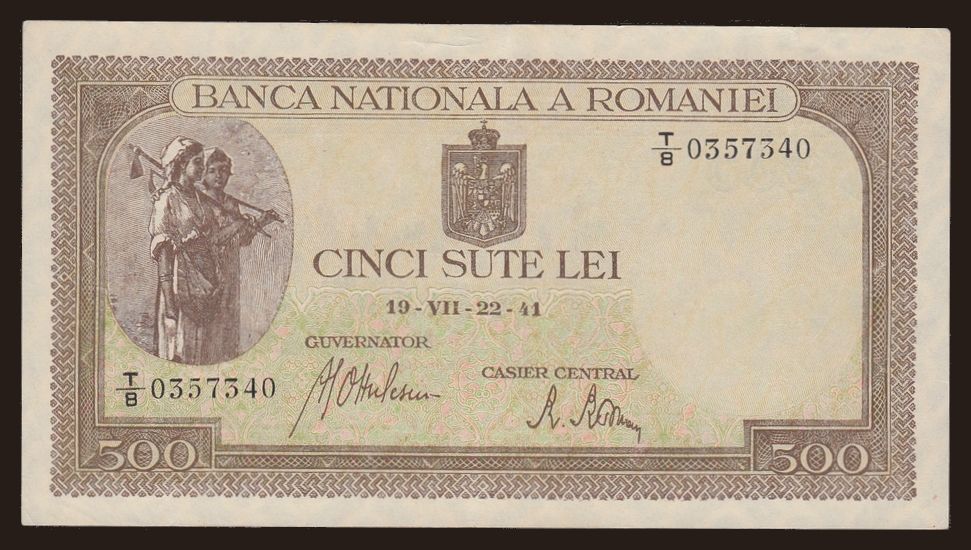 BANCA NATIONALA A ROMANIEI
T/8 0357340
CINCI SUTE LEI
19-VII-22-41
GUVERNATOR
CASIER CENTRAL
T/8 0357340
500
500